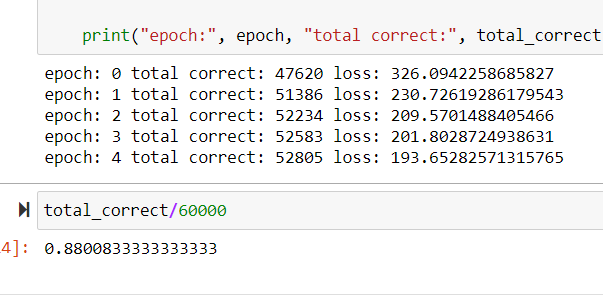 print("epoch:", epoch, "total correct:", total_correct
epoch: 0 total correct: 47620 loss: 326.0942258685827
epoch: 1 total correct: 51386 loss: 230.72619286179543
epoch: 2 total correct: 52234 loss: 209.5701488405466
epoch: 3 total correct: 52583 loss: 201.8028724938631
epoch: 4 total correct: 52805 loss: 193.65282571315765
total_correct/60000
4]: 0.8800833333333333